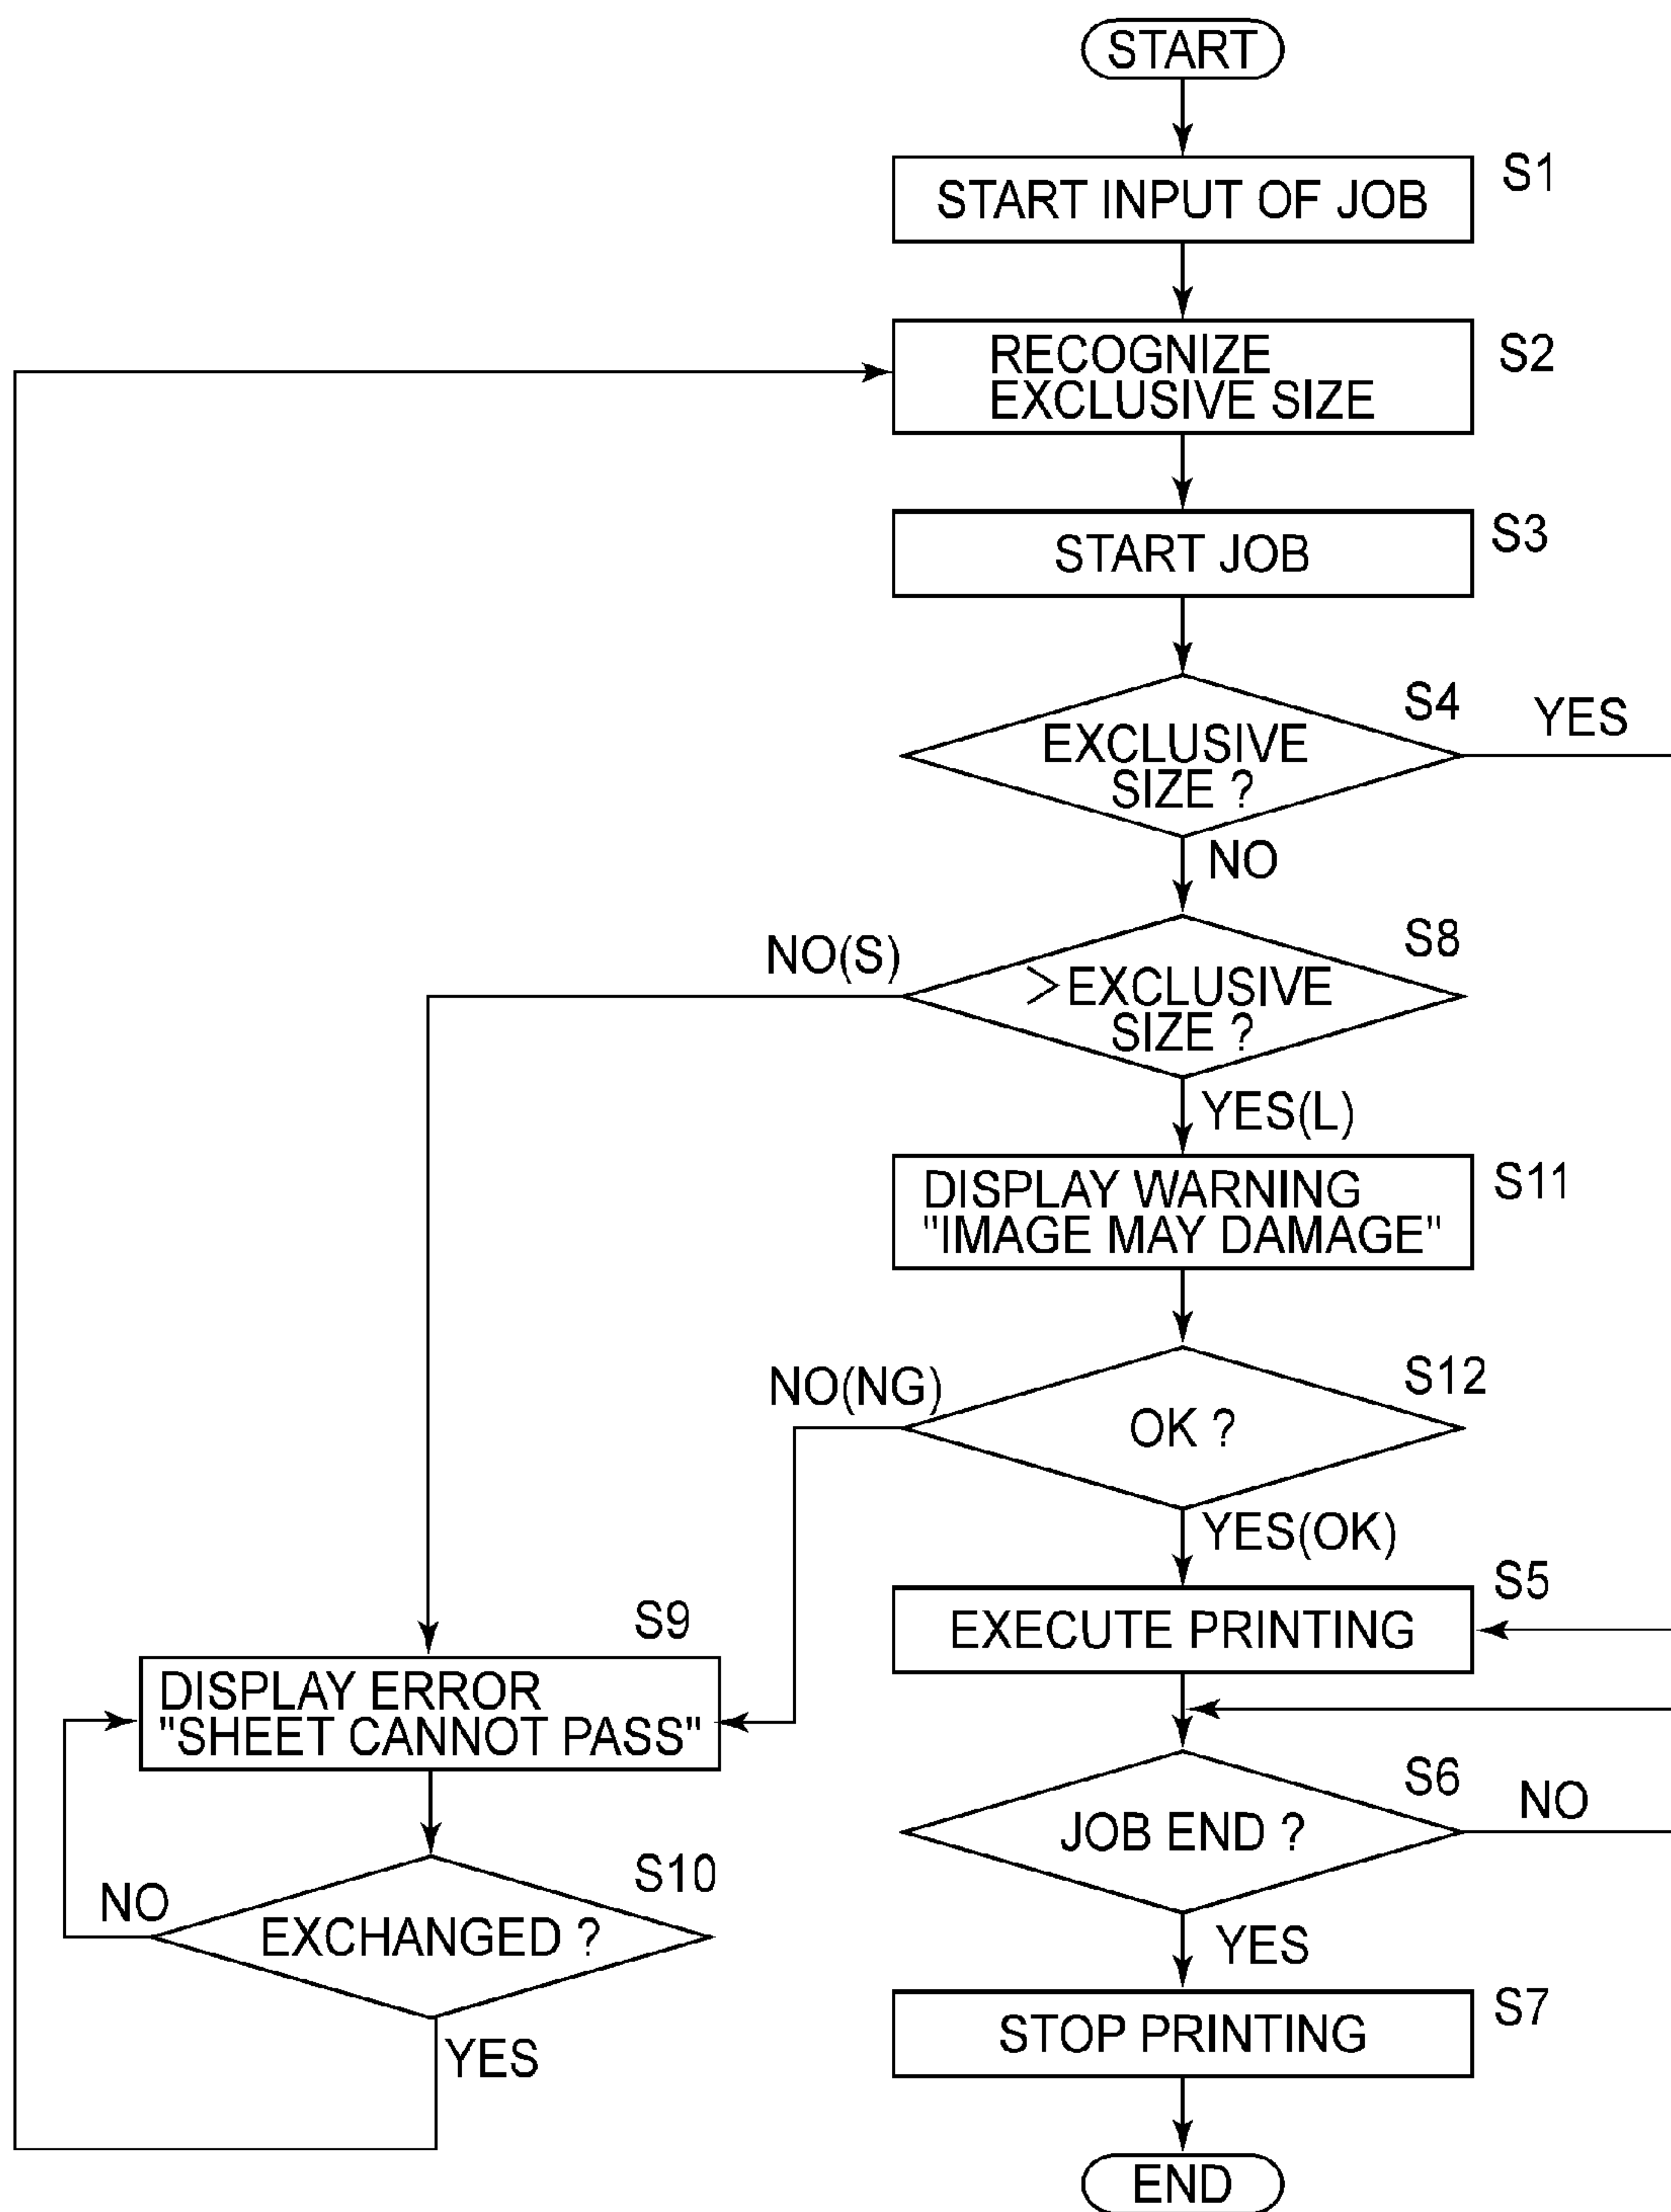 START
START INPUT OF JOB
S1
RECOGNIZE
EXCLUSIVE SIZE
S2
START JOB
S3
EXCLUSIVE
SIZE ?
S4
YES
NO
>EXCLUSIVE
SIZE ?
S8
NO(S)
YES(L)
DISPLAY WARNING
"IMAGE MAY DAMAGE"
S11
OK ?
S12
NO(NG)
YES(OK)
EXECUTE PRINTING
S5
S9
DISPLAY ERROR
"SHEET CANNOT PASS"
JOB END ?
S6
NO
EXCHANGED ?
S10
NO
YES
YES
STOP PRINTING
S7
END